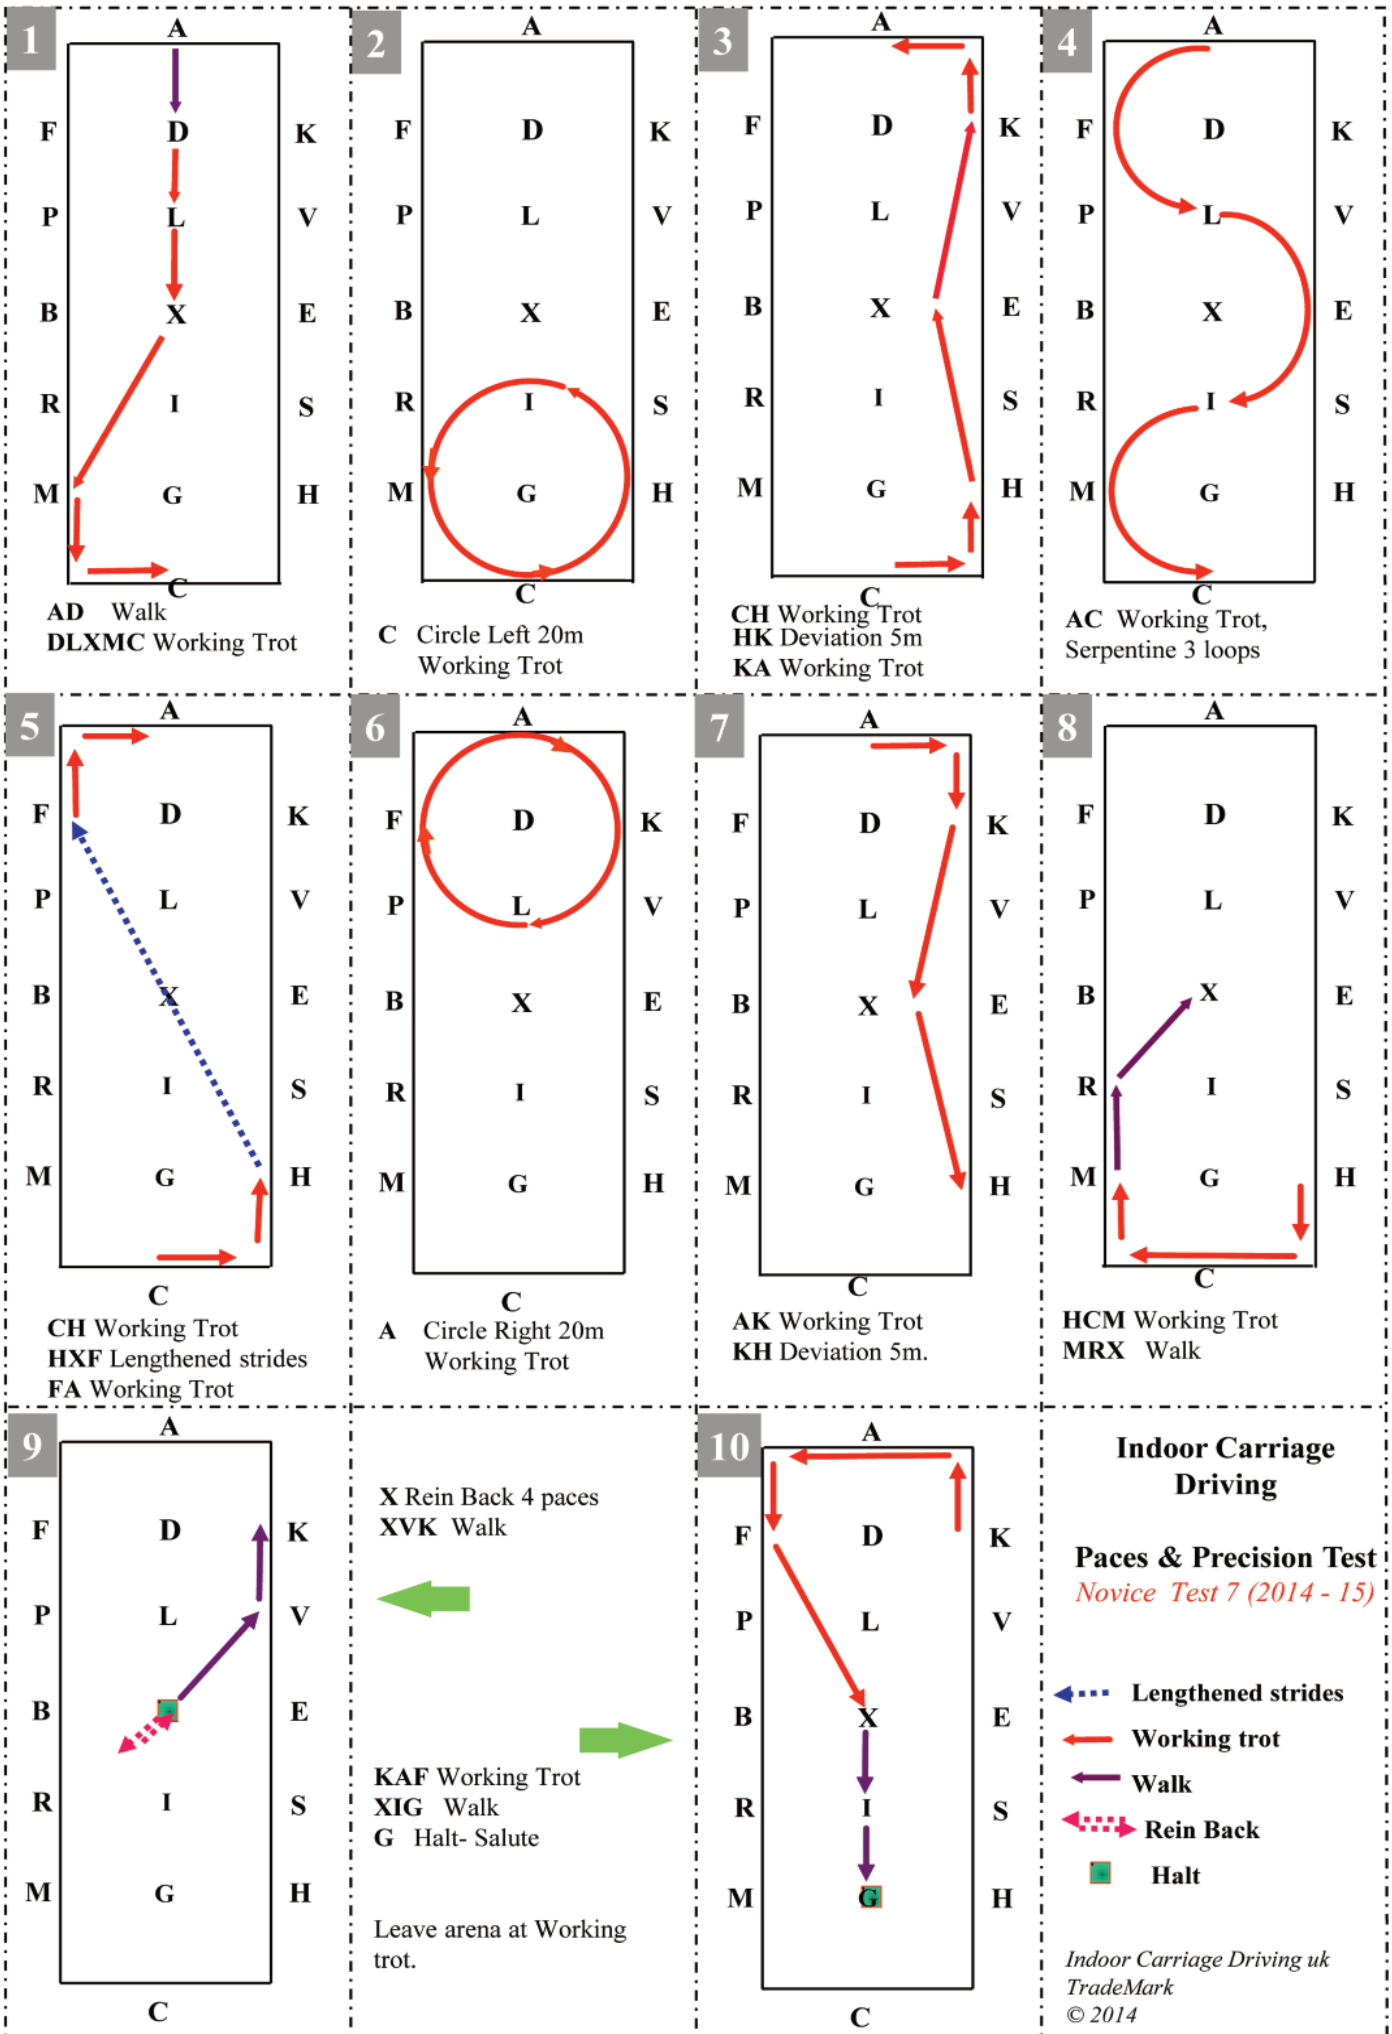 1
A
F D K
P L V
B X E
R I S
M G H
C
AD Walk
DLXMC Working Trot
2
A
F D K
P L V
B X E
R I S
M G H
C
C Circle Left 20m
Working Trot
3
A
F D K
P L V
B X E
R I S
M G H
C
CH Working Trot
HK Deviation 5m
KA Working Trot
4
A
F D K
P L V
B X E
R I S
M G H
C
AC Working Trot,
Serpentine 3 loops
5
A
F D K
P L V
B X E
R I S
M G H
C
CH Working Trot
HXF Lengthened strides
FA Working Trot
6
A
F D K
P L V
B X E
R I S
M G H
C
A Circle Right 20m
Working Trot
7
A
F D K
P L V
B X E
R I S
M G H
C
AK Working Trot
KH Deviation 5m.
8
A
F D K
P L V
B X E
R I S
M G H
C
HCM Working Trot
MRX Walk
9
A
F D K
P L V
B E
R I S
M G H
C
X Rein Back 4 paces
XVK Walk
KAF Working Trot
XIG Walk
G Halt- Salute
Leave arena at Working
trot.
10
A
F D K
P L V
B X E
R I S
M G H
C
Indoor Carriage
Driving
Paces & Precision Test
Novice Test 7 (2014 - 15)
Lengthened strides
Working trot
Walk
Rein Back
Halt
Indoor Carriage Driving uk
TradeMark
© 2014